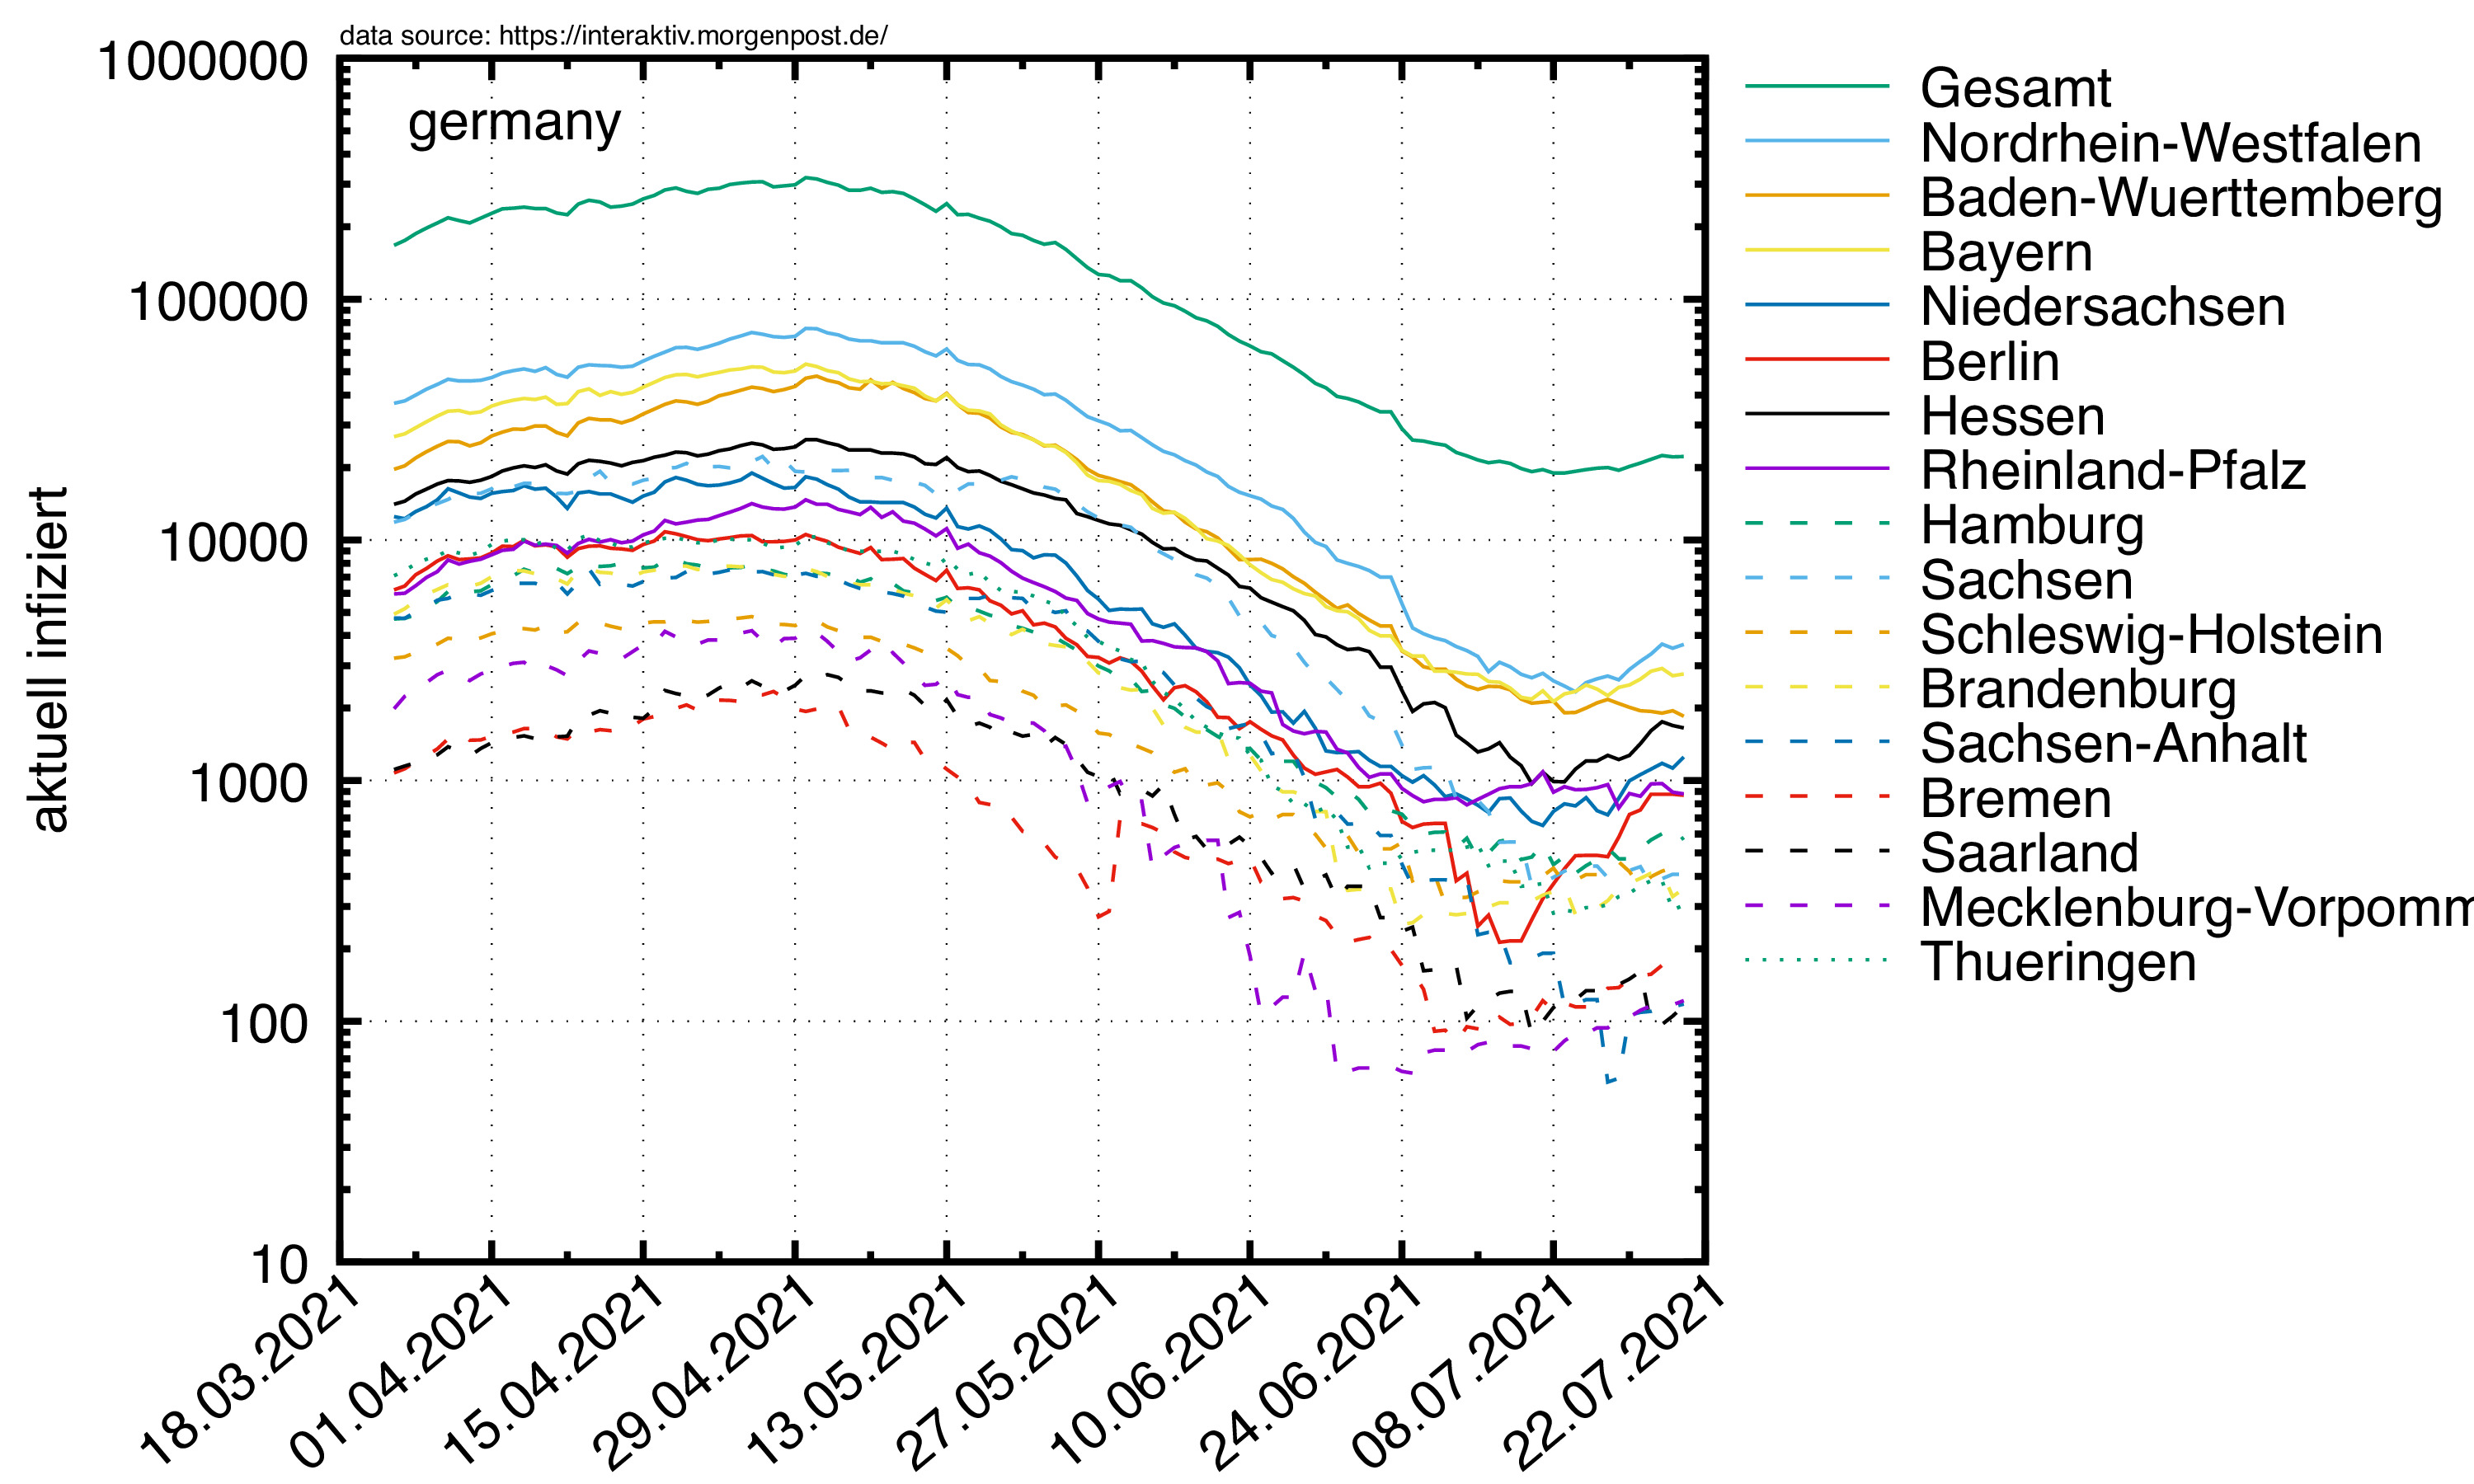 data source: https://interaktiv.morgenpost.de/
germany
aktuell infiziert
1000000
100000
10000
1000
100
10
18.03.2021
01.04.2021
15.04.2021
29.04.2021
13.05.2021
27.05.2021
10.06.2021
24.06.2021
08.07.2021
22.07.2021
Gesamt
Nordrhein-Westfalen
Baden-Wuerttemberg
Bayern
Niedersachsen
Berlin
Hessen
Rheinland-Pfalz
Hamburg
Sachsen
Schleswig-Holstein
Brandenburg
Sachsen-Anhalt
Bremen
Saarland
Mecklenburg-Vorpomm
Thueringen